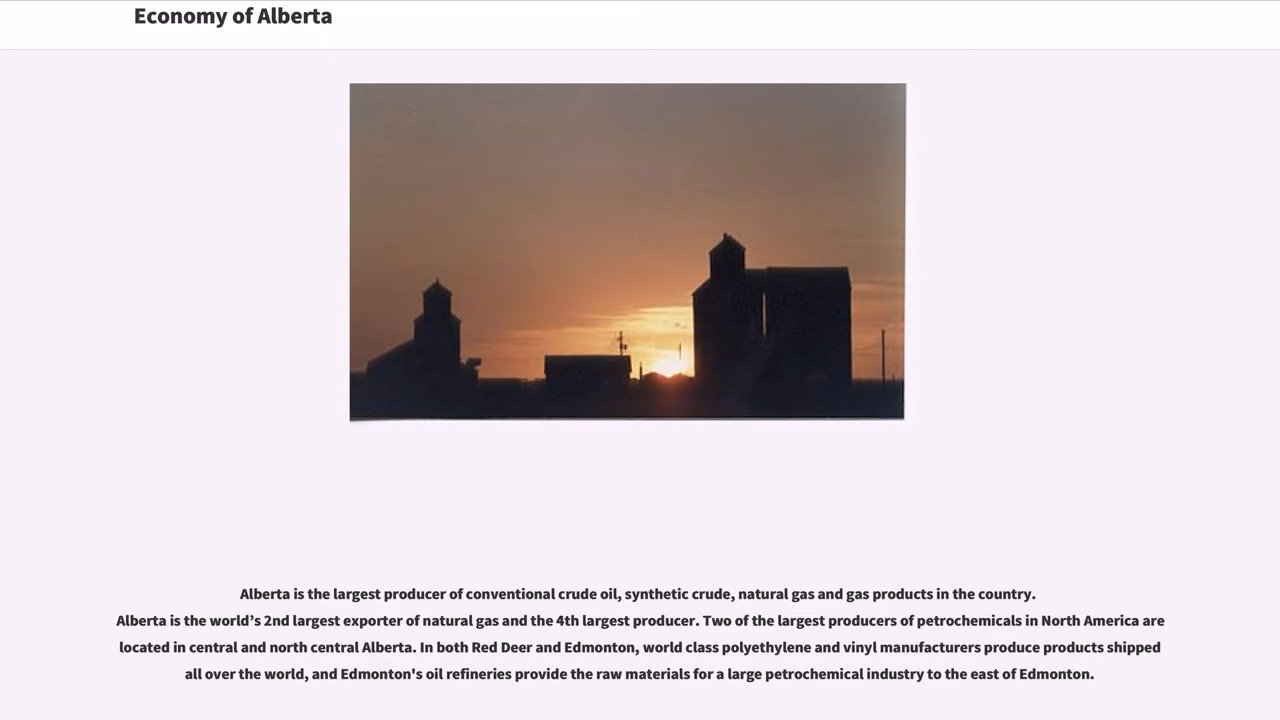 Economy of Alberta
Alberta is the largest producer of conventional crude oil, synthetic crude, natural gas and gas products in the country.
Alberta is the world’s 2nd largest exporter of natural gas and the 4th largest producer. Two of the largest producers of petrochemicals in North America are
located in central and north central Alberta. In both Red Deer and Edmonton, world class polyethylene and vinyl manufacturers produce products shipped
all over the world, and Edmonton's oil refineries provide the raw materials for a large petrochemical industry to the east of Edmonton.